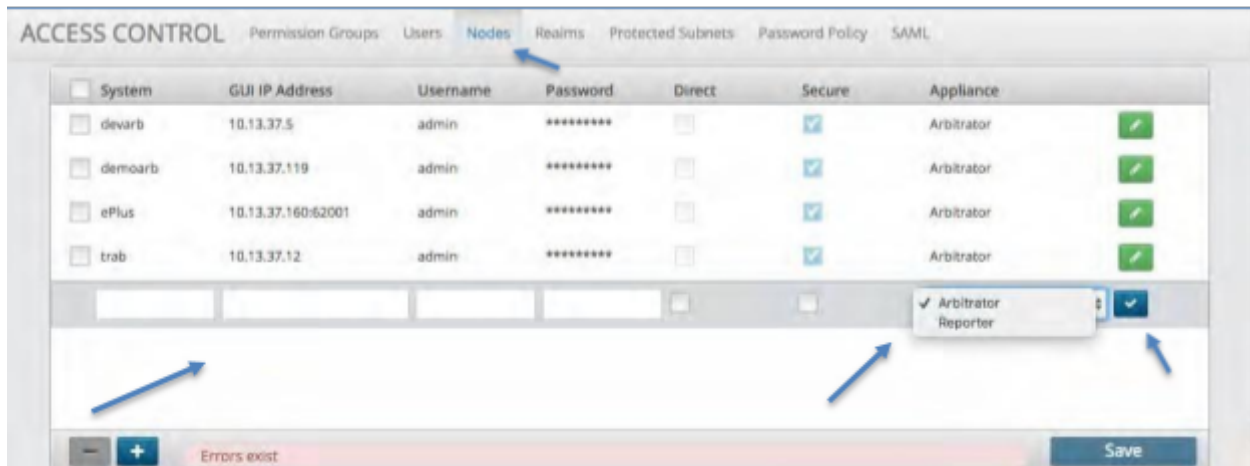 ACCESS CONTROL Permission Groups Users Nodes Realms Protected Subnets Password Policy SAML
System GUI IP Address Username Password Direct Secure Appliance
devarb 10.13.37.5 admin ********* Arbitrator
demoarb 10.13.37.119 admin ********* Arbitrator
ePlus 10.13.37.160:62001 admin ********* Arbitrator
trab 10.13.37.12 admin ********* Arbitrator
Arbitrator
Reporter
Errors exist Save